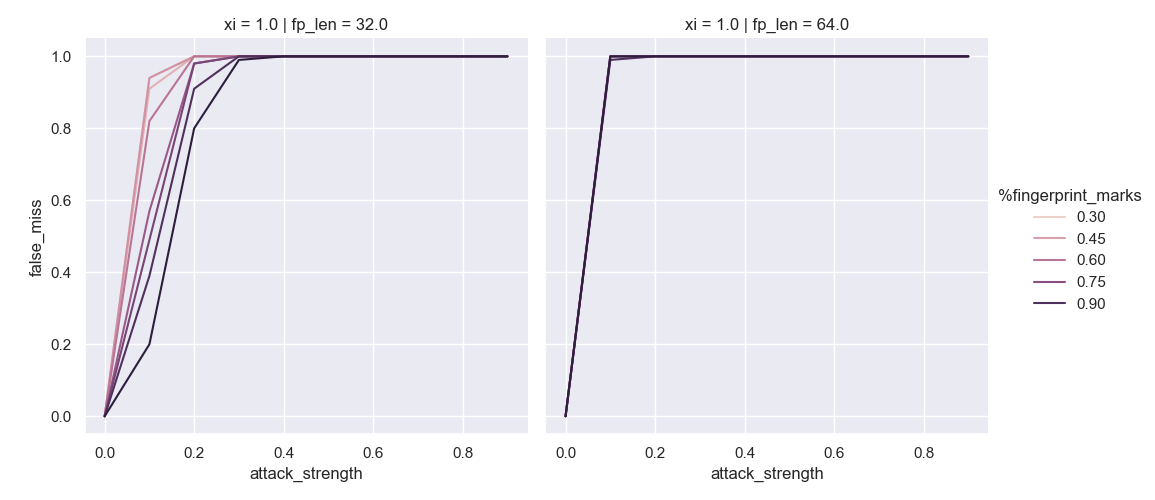 xi = 1.0 | fp_len = 32.0
xi = 1.0 | fp_len = 64.0
false_miss
1.0
0.8
0.6
0.4
0.2
0.0
0.0 0.2 0.4 0.6 0.8
attack_strength
0.0 0.2 0.4 0.6 0.8
attack_strength
%fingerprint_marks
0.30
0.45
0.60
0.75
0.90